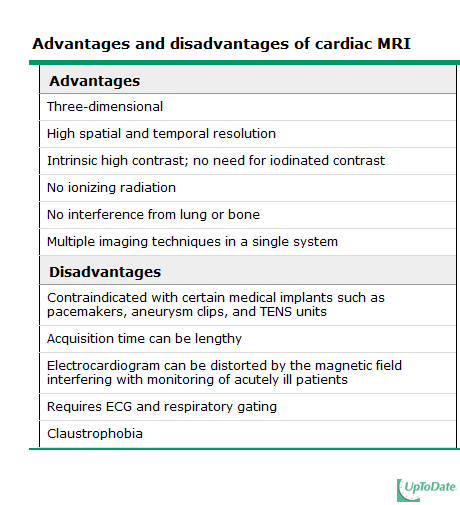 Advantages and disadvantages of cardiac MRI
Advantages
Three-dimensional
High spatial and temporal resolution
Intrinsic high contrast; no need for iodinated contrast
No ionizing radiation
No interference from lung or bone
Multiple imaging techniques in a single system
Disadvantages
Contraindicated with certain medical implants such as
pacemakers, aneurysm clips, and TENS units
Acquisition time can be lengthy
Electrocardiogram can be distorted by the magnetic field
interfering with monitoring of acutely ill patients
Requires ECG and respiratory gating
Claustrophobia
UpToDate